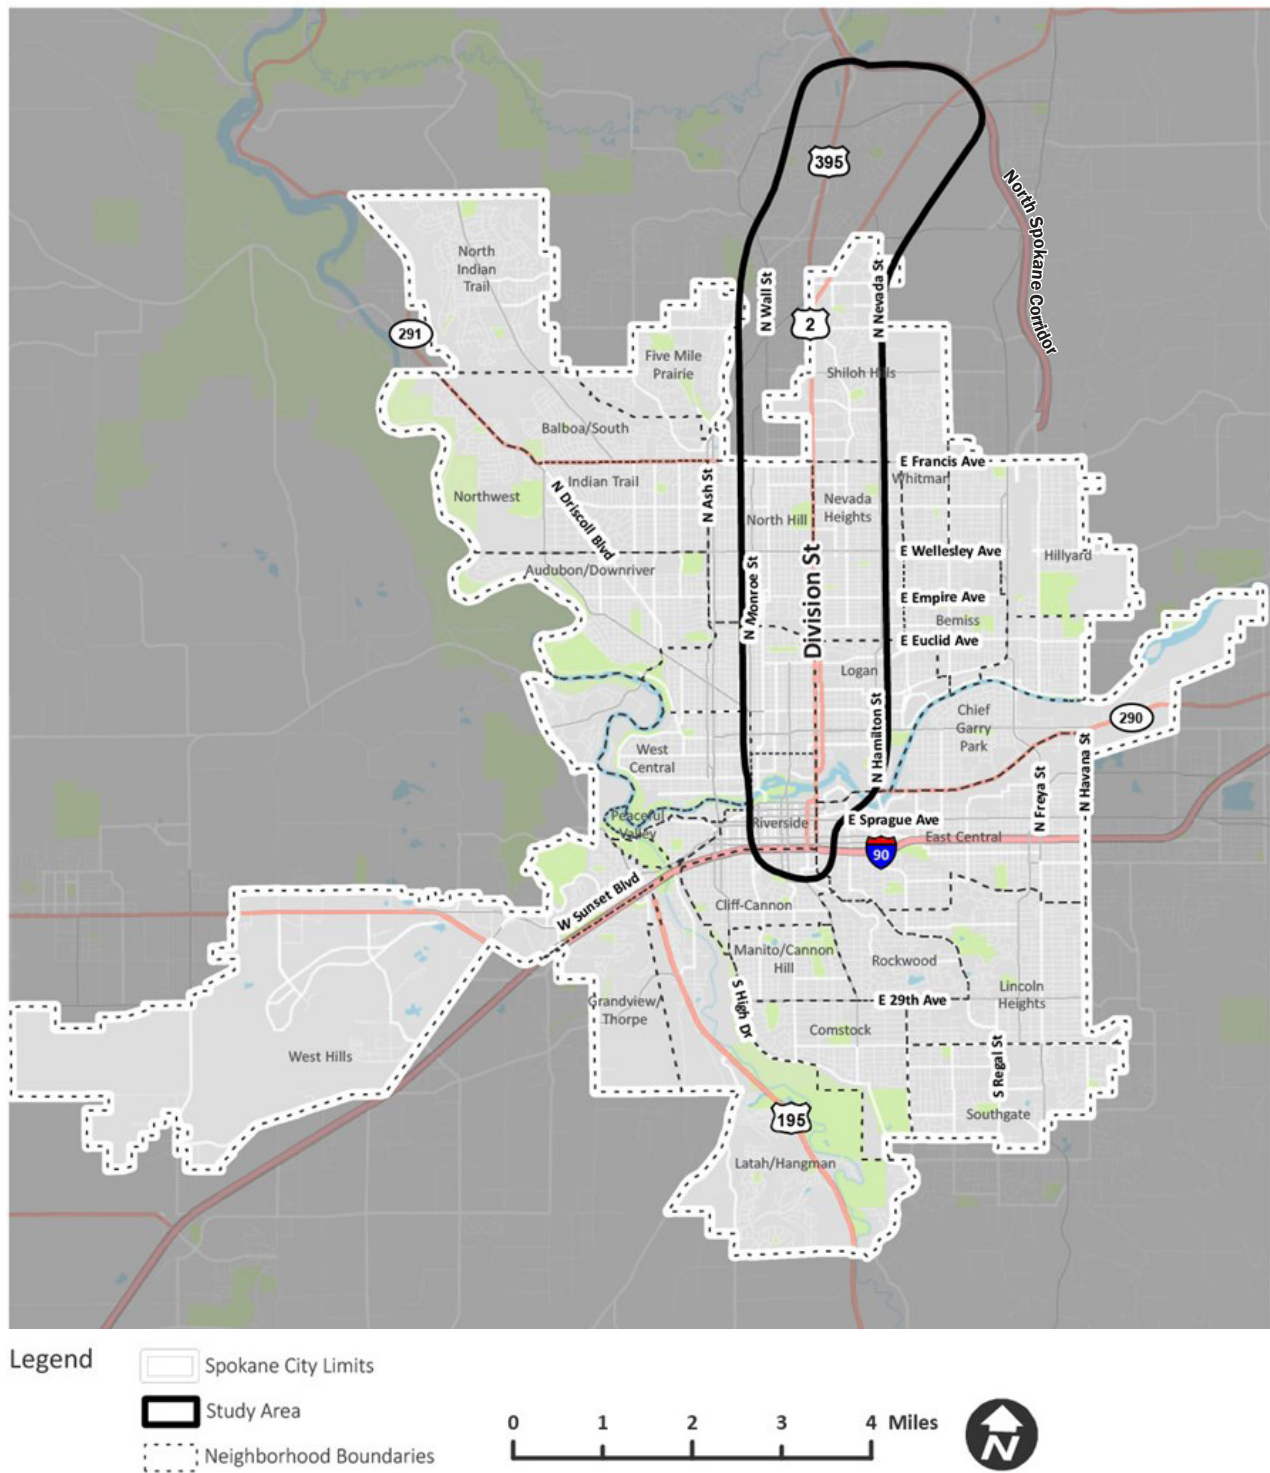 395
North Spokane Corridor
North
Indian
Trail
N Wall St
N Nevada St
2
291
Five Mile
Prairie
Shiloh Hills
Balboa/South
E Francis Ave
Whitman
Indian Trail
N Ash St
Northwest
N Driscoll Blvd
Nevada
Heights
North Hill
E Wellesley Ave
Hillyard
Audubon/Downriver
N Monroe St
Division St
E Empire Ave
Bemiss
E Euclid Ave
Logan
N Hamilton St
Chief
Garry
Park
290
West
Central
N Havana St
N Freya St
Peaceful
Valley
Riverside
E Sprague Ave
East Central
90
W Sunset Blvd
Cliff-Cannon
Manito/Cannon
Hill
Rockwood
S High Dr
E 29th Ave
Lincoln
Heights
Grandview/
Thorpe
Comstock
West Hills
S Regal St
195
Southgate
Latah/Hangman
Legend
Spokane City Limits
Study Area
Neighborhood Boundaries
0 1 2 3 4 Miles
N